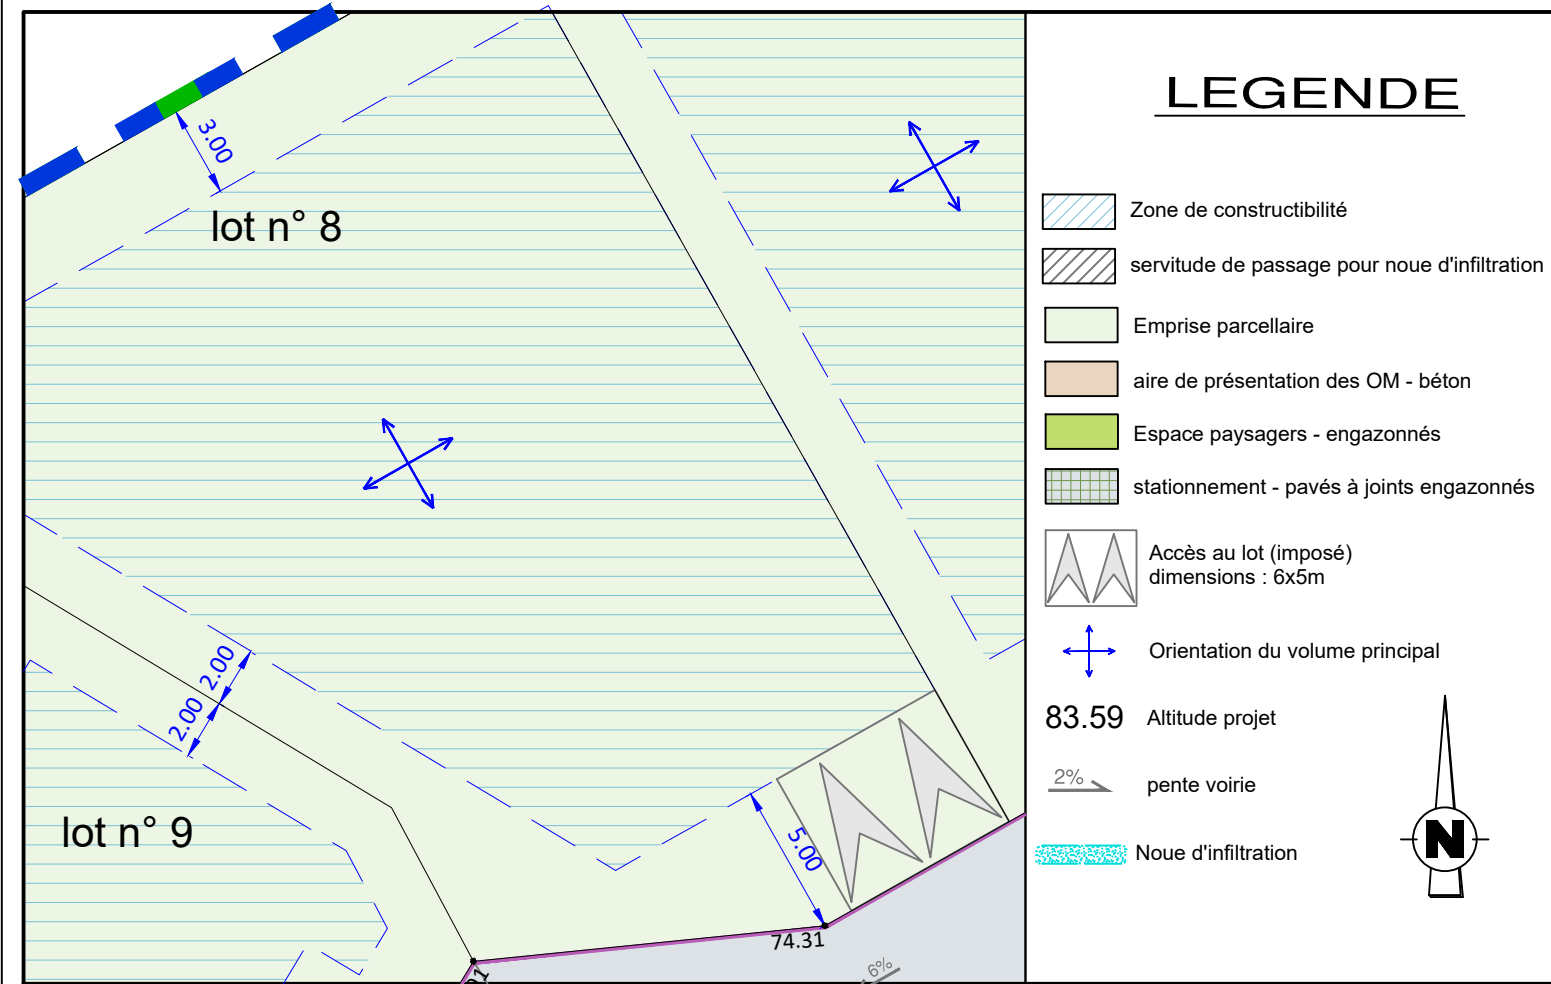 3.00
lot n° 8
2.00
2.00
lot n° 9
5.00
74.31
6%
LEGENDE
Zone de constructibilité
servitude de passage pour noue d'infiltration
Emprise parcellaire
aire de présentation des OM - béton
Espace paysagers - engazonnés
stationnement - pavés à joints engazonnés
Accès au lot (imposé)
dimensions : 6x5m
Orientation du volume principal
83.59 Altitude projet
2% pente voirie
Noue d'infiltration
N